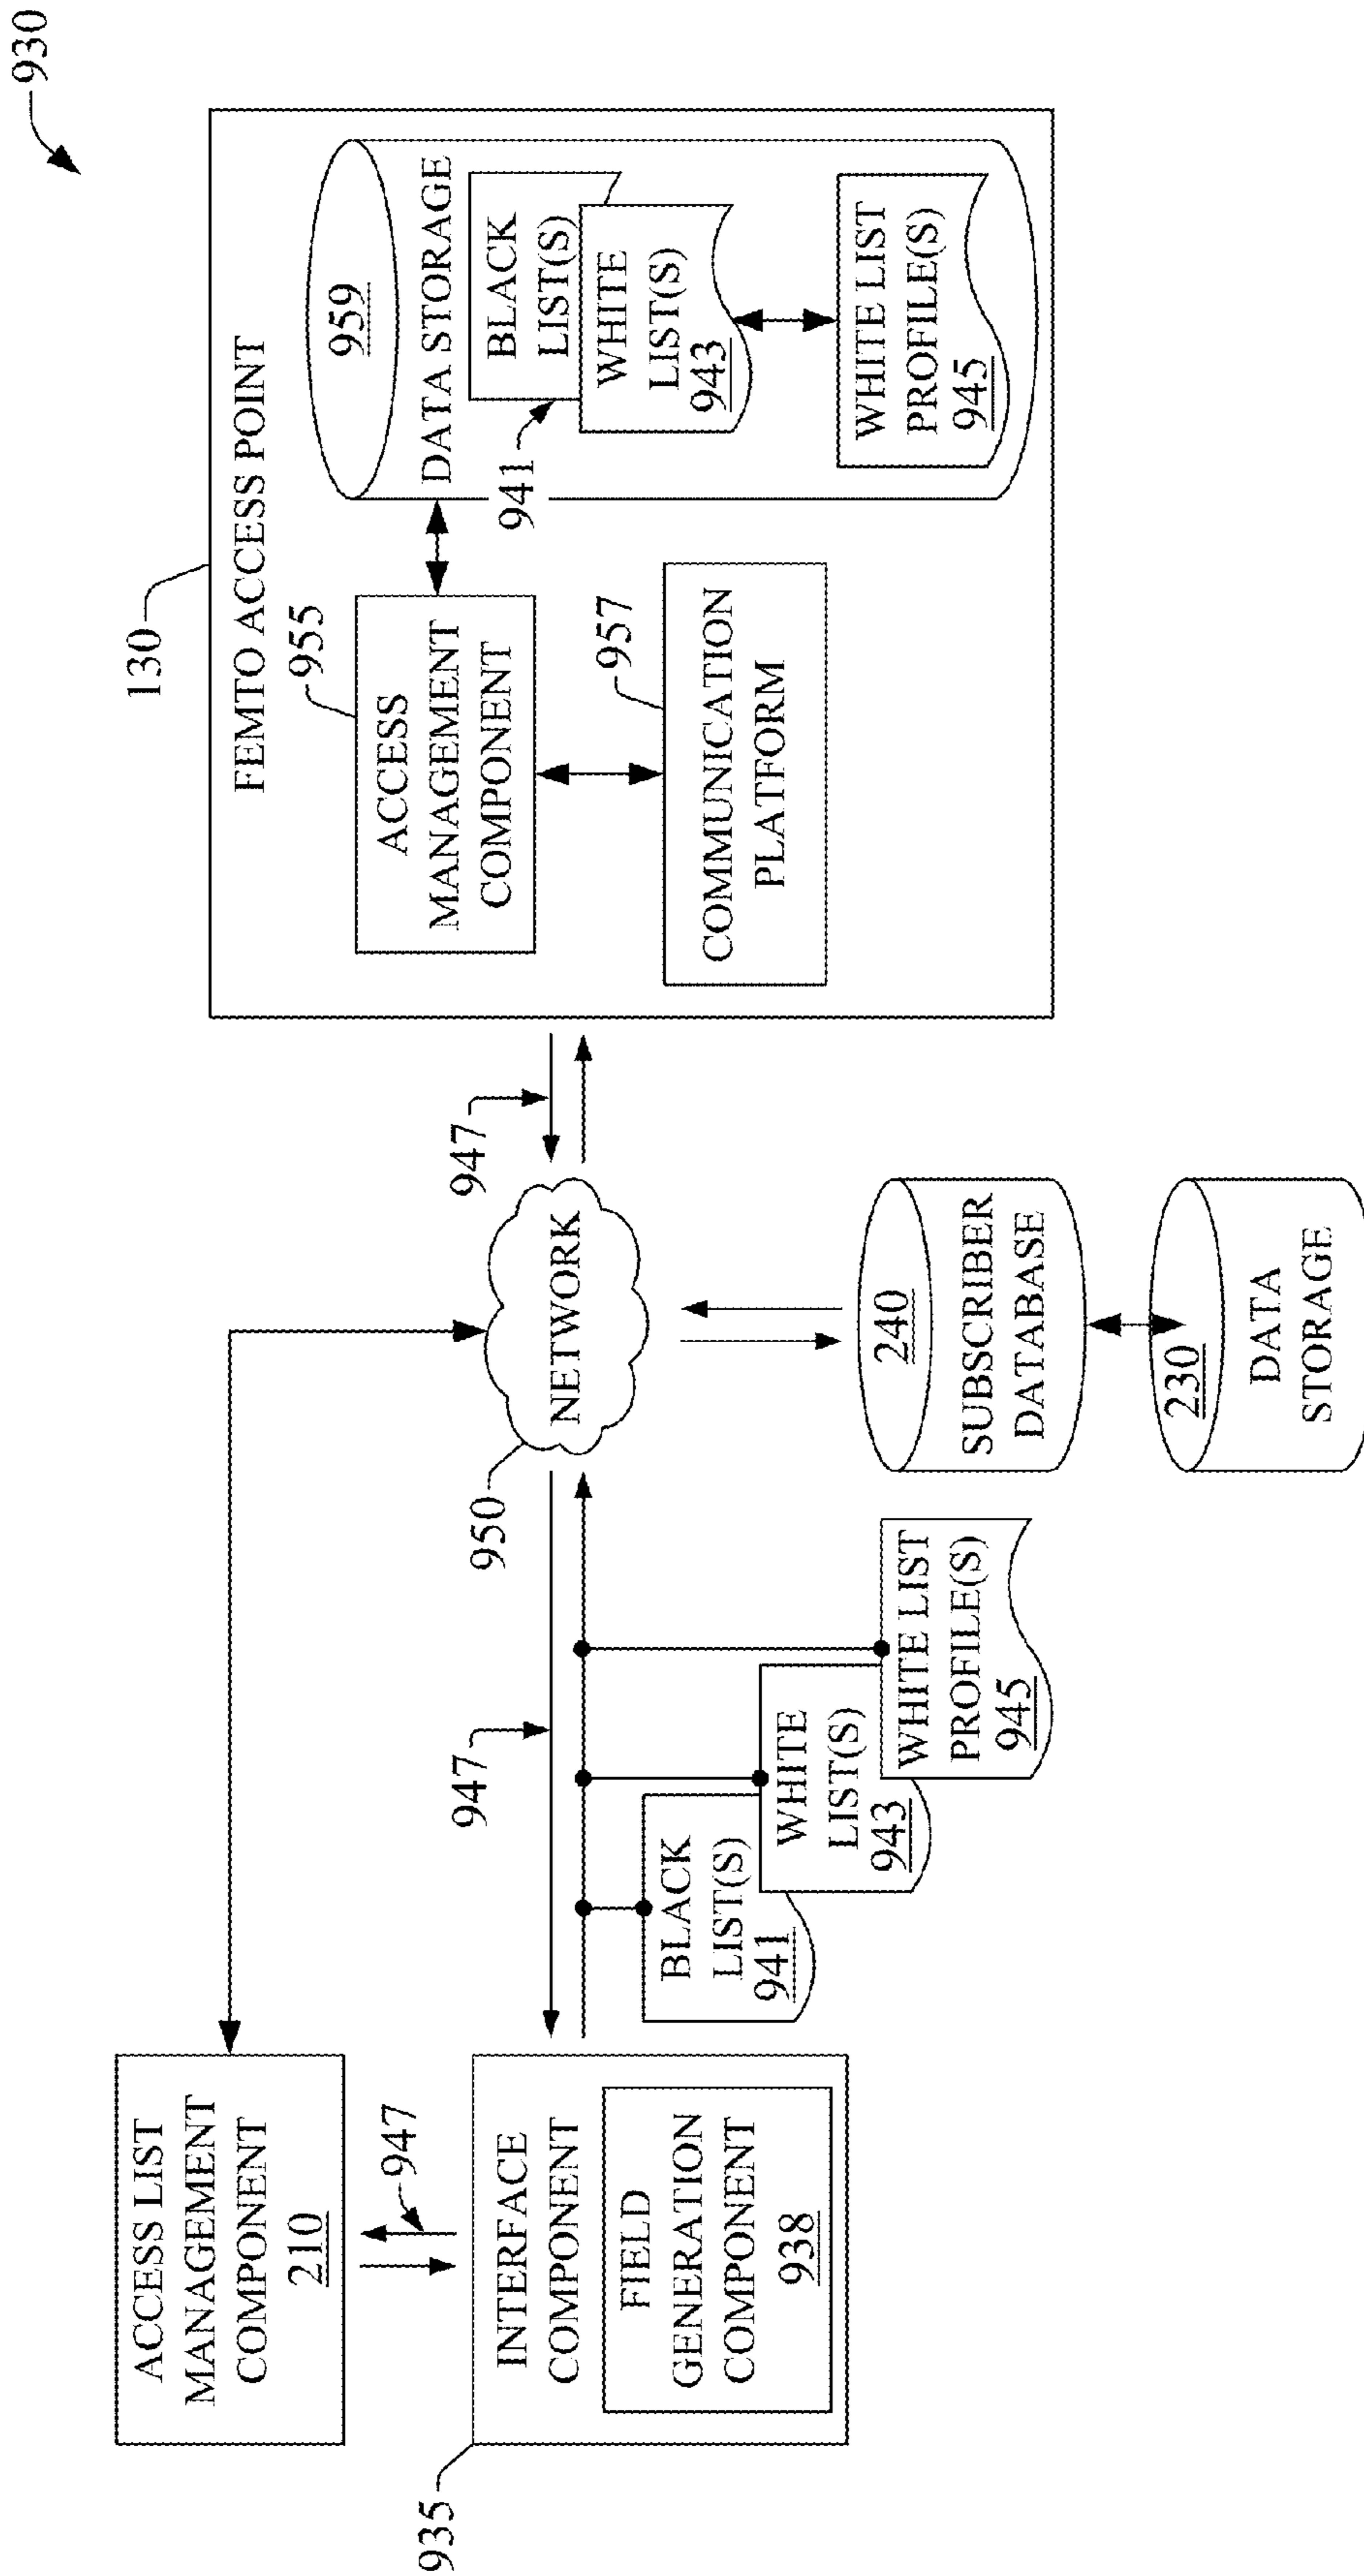 930
130
FEMTO ACCESS POINT
955
ACCESS
MANAGEMENT
COMPONENT
957
COMMUNICATION
PLATFORM
959
DATA STORAGE
941
BLACK
LIST(S)
WHITE
LIST(S)
943
WHITE LIST
PROFILE(S)
945
ACCESS LIST
MANAGEMENT
COMPONENT
210
947
935
INTERFACE
COMPONENT
FIELD
GENERATION
COMPONENT
938
947
950
NETWORK
947
BLACK
LIST(S)
941
WHITE
LIST(S)
943
WHITE LIST
PROFILE(S)
945
240
SUBSCRIBER
DATABASE
230
DATA
STORAGE